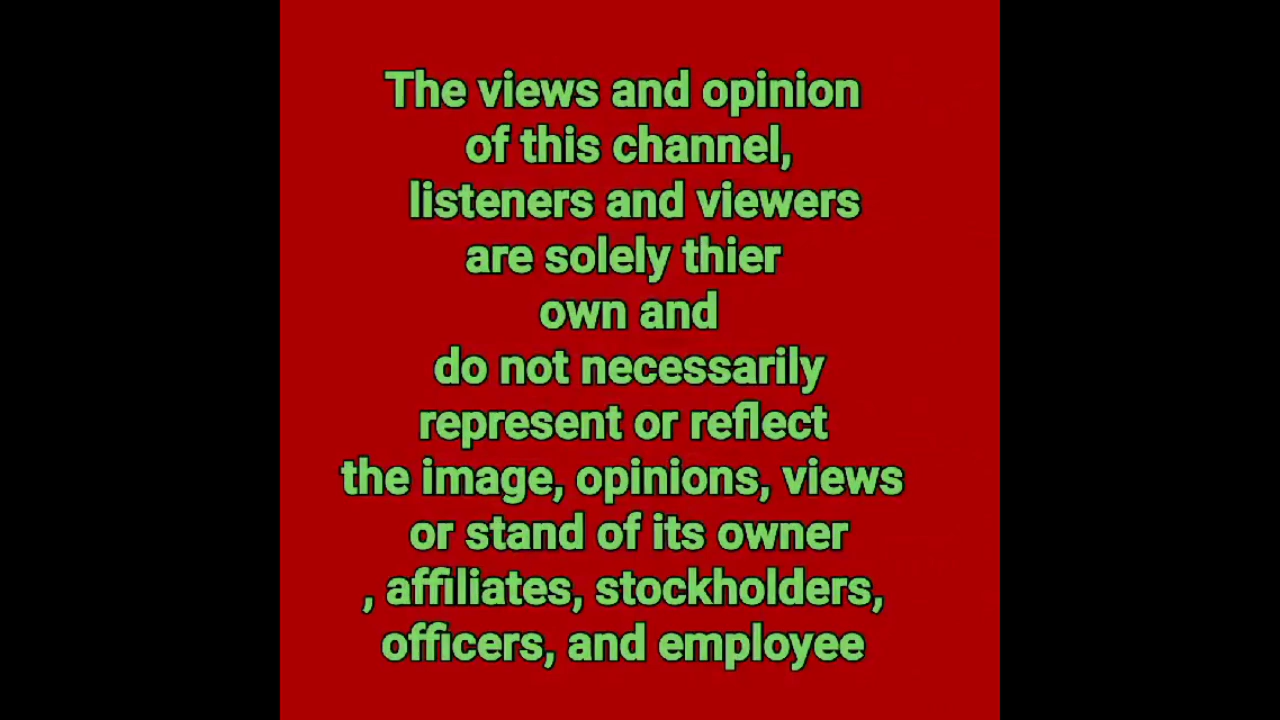 The views and opinion
of this channel,
listeners and viewers
are solely thier
own and
do not necessarily
represent or reflect
the image, opinions, views
or stand of its owner
, affiliates, stockholders,
officers, and employee